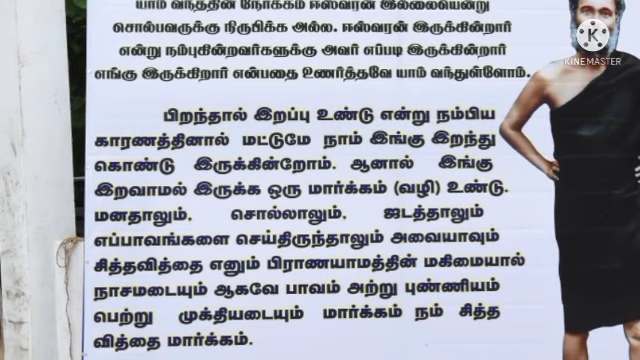 யாம் வந்ததின் நோக்கம் ஈஸ்வரன் இல்லையென்று
சொல்பவருக்கு நிருபிக்க அல்ல. ஈஸ்வரன் இருக்கின்றார்
என்று நம்புகின்றவர்களுக்கு அவர் எப்படி இருக்கின்றார்
எங்கு இருக்கிறார் என்பதை உணர்த்தவே யாம் வந்துள்ளோம்.
பிறந்தால் இறப்பு உண்டு என்று நம்பிய
காரணத்தினால் மட்டுமே நாம் இங்கு இறந்து
கொண்டு இருக்கின்றோம். ஆனால் இங்கு
இறவாமல் இருக்க ஒரு மார்க்கம் (வழி) உண்டு.
மனதாலும், சொல்லாலும், ஜடத்தாலும்
எப்பாவங்களை செய்திருந்தாலும் அவையாவும்
சித்தவித்தை எனும் பிராணயாமத்தின் மகிமையால்
நாசமடையும் ஆகவே பாவம் அற்று புண்ணியம்
பெற்று முக்தியடையும் மார்க்கம் நம் சித்த
வித்தை மார்க்கம்.
K
KINEMASTER